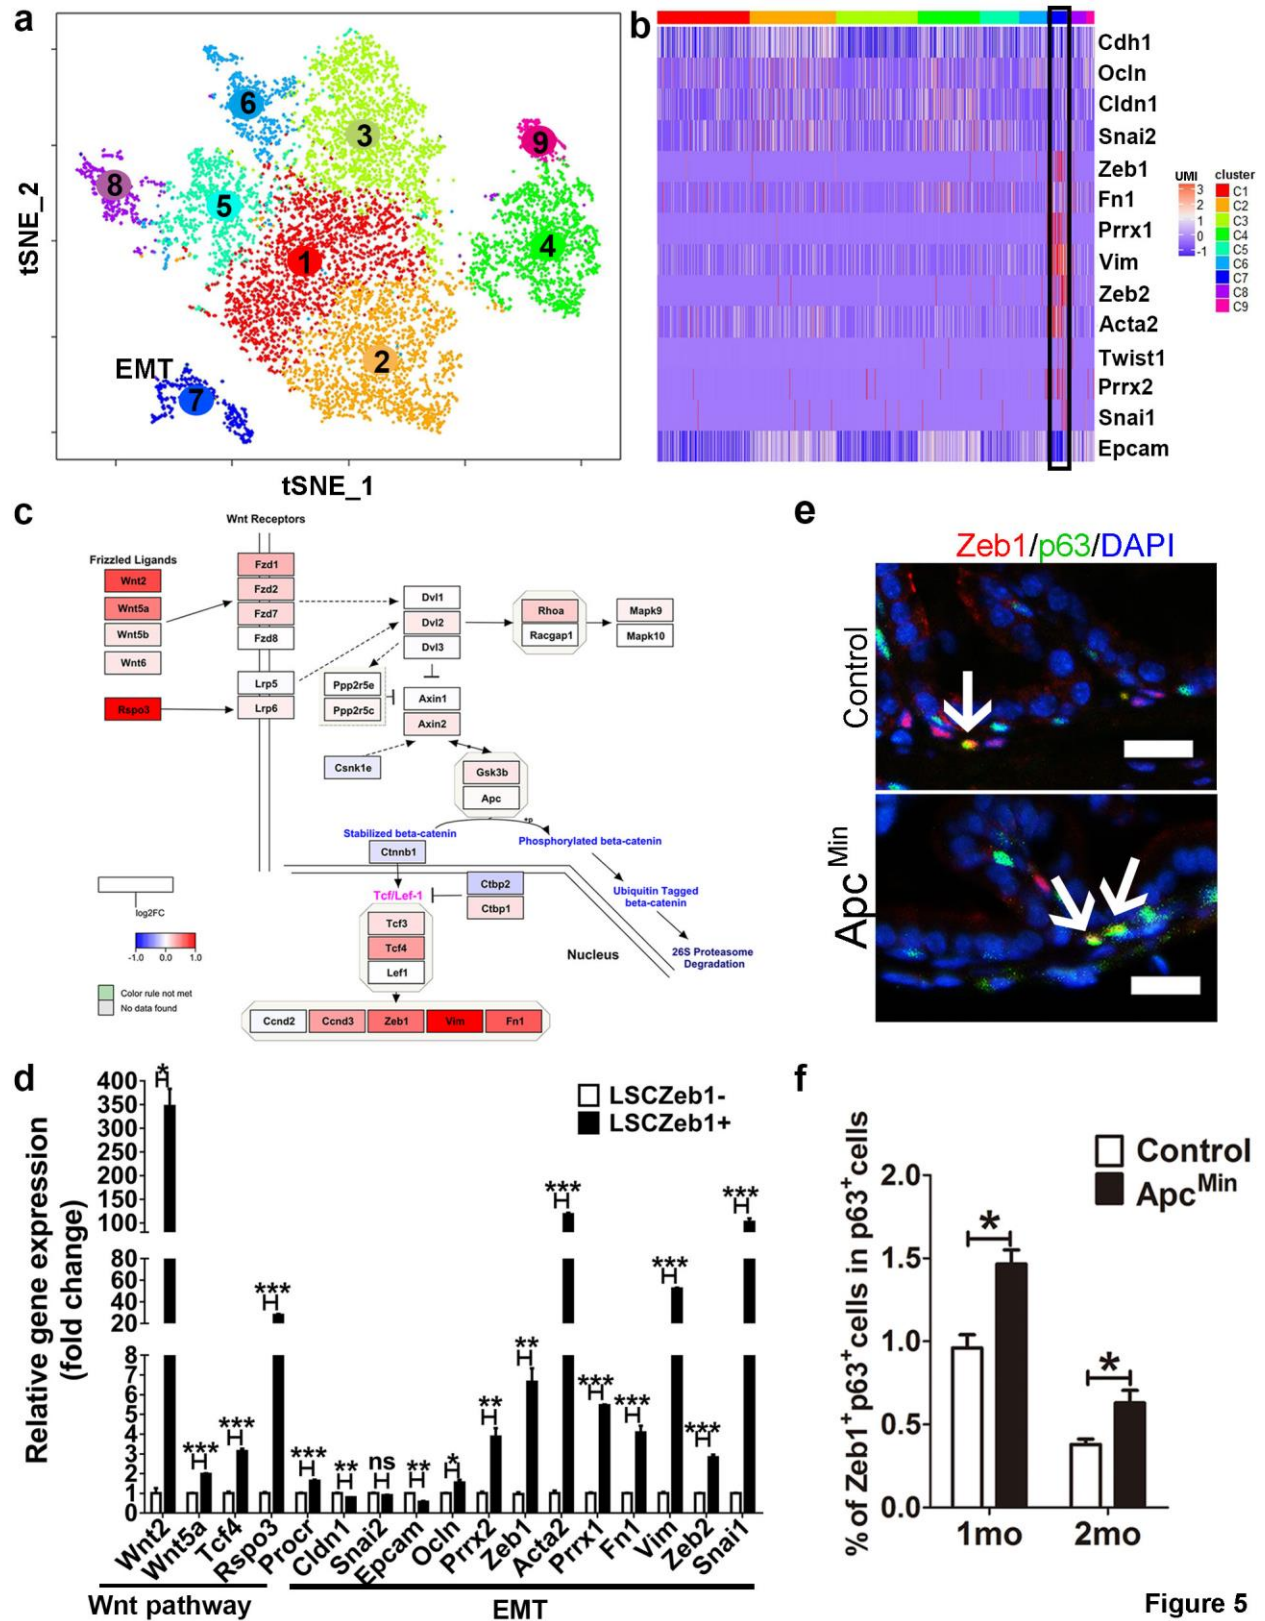 a
tSNE_2
6
3
9
8
5
4
1
2
EMT
7
tSNE_1
b
Cdh1
Ocln
Cldn1
Snai2
Zeb1
Fn1
Prrx1
Vim
Zeb2
Acta2
Twist1
Prrx2
Snai1
Epcam
UMI
3
2
1
0
-1
cluster
C1
C2
C3
C4
C5
C6
C7
C8
C9
c
Wnt Receptors
Frizzled Ligands
Wnt2
Wnt5a
Wnt5b
Wnt6
Rspo3
Fzd1
Fzd2
Fzd7
Fzd8
Lrp5
Lrp6
Dvl1
Dvl2
Dvl3
Rhoa
Racgap1
Mapk9
Mapk10
Ppp2r5e
Ppp2r5c
Axin1
Axin2
Csnk1e
Gsk3b
Apc
+p
Stabilized beta-catenin
Phosphorylated beta-catenin
Ctnnb1
Tcf/Lef-1
Ctbp2
Ctbp1
Ubiquitin Tagged
beta-catenin
26S Proteasome
Degradation
Nucleus
Tcf3
Tcf4
Lef1
Ccnd2 Ccnd3 Zeb1 Vim Fn1
log2FC
-1.0 0.0 1.0
Color rule not met
No data found
e
Zeb1/p63/DAPI
Control
ApcMin
d
Relative gene expression
(fold change)
400
350
300
250
200
150
100
80
60
40
20
8
7
6
5
4
3
2
1
0
LSCZeb1-
LSCZeb1+
* *** *** *** *** ** ns ** * ** ** *** *** *** *** *** ***
Wnt2 Wnt5a Tcf4 Rspo3 Procr Cldn1 Snai2 Epcam Ocln Prrx2 Zeb1 Acta2 Prrx1 Fn1 Vim Zeb2 Snai1
Wnt pathway
EMT
f
% of Zeb1+p63+cells in p63+cells
2.0
1.5
1.0
0.5
0.0
Control
ApcMin
* *
1mo 2mo
Figure 5